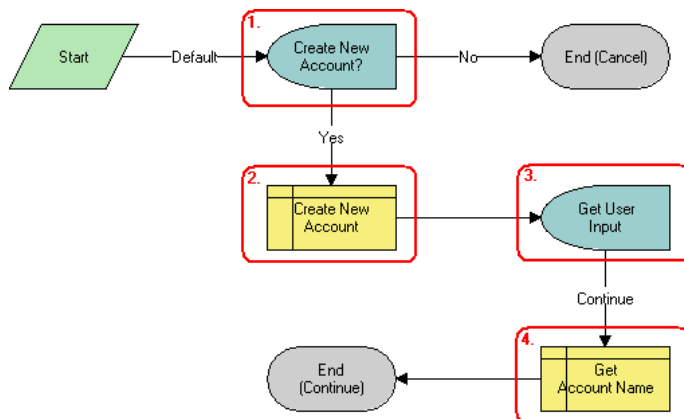 1.
Start
Default
Create New
Account?
No
End (Cancel)
Yes
2.
Create New
Account
3.
Get User
Input
Continue
4.
Get
Account Name
End
(Continue)